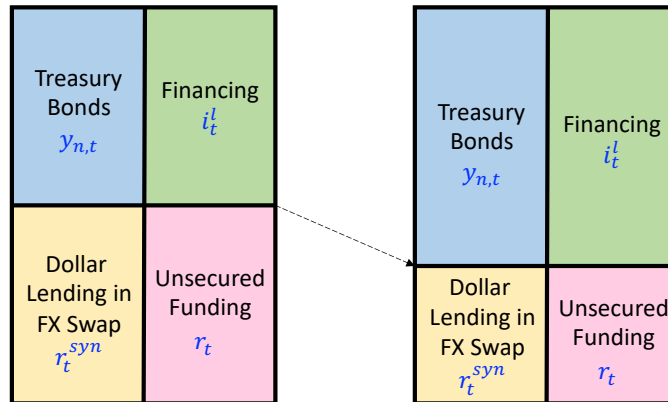 Treasury
Bonds
y_{n,t}
Financing
i_t^l
Dollar
Lending in
FX Swap
r_t^{syn}
Unsecured
Funding
r_t
Treasury
Bonds
y_{n,t}
Financing
i_t^l
Dollar
Lending in
FX Swap
r_t^{syn}
Unsecured
Funding
r_t